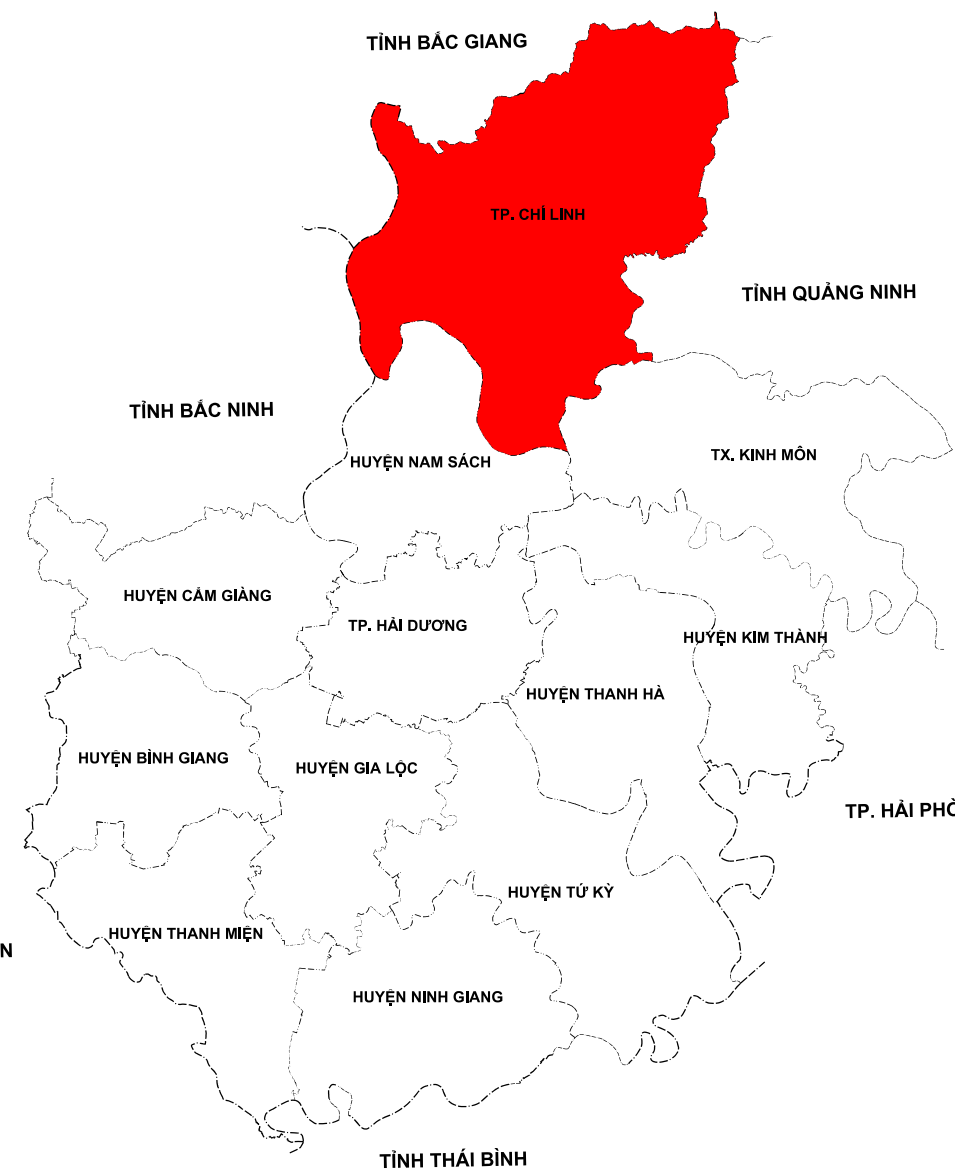 TỈNH BẮC GIANG
TP. CHÍ LINH
TỈNH QUẢNG NINH
TỈNH BẮC NINH
HUYỆN NAM SÁCH
TX. KINH MÔN
HUYỆN CẨM GIÀNG
TP. HẢI DƯƠNG
HUYỆN KIM THÀNH
HUYỆN THANH HÀ
HUYỆN BÌNH GIANG
HUYỆN GIA LỘC
TP. HẢI PHÒ
HUYỆN TỨ KỲ
HUYỆN THANH MIỆN
N
HUYỆN NINH GIANG
TỈNH THÁI BÌNH